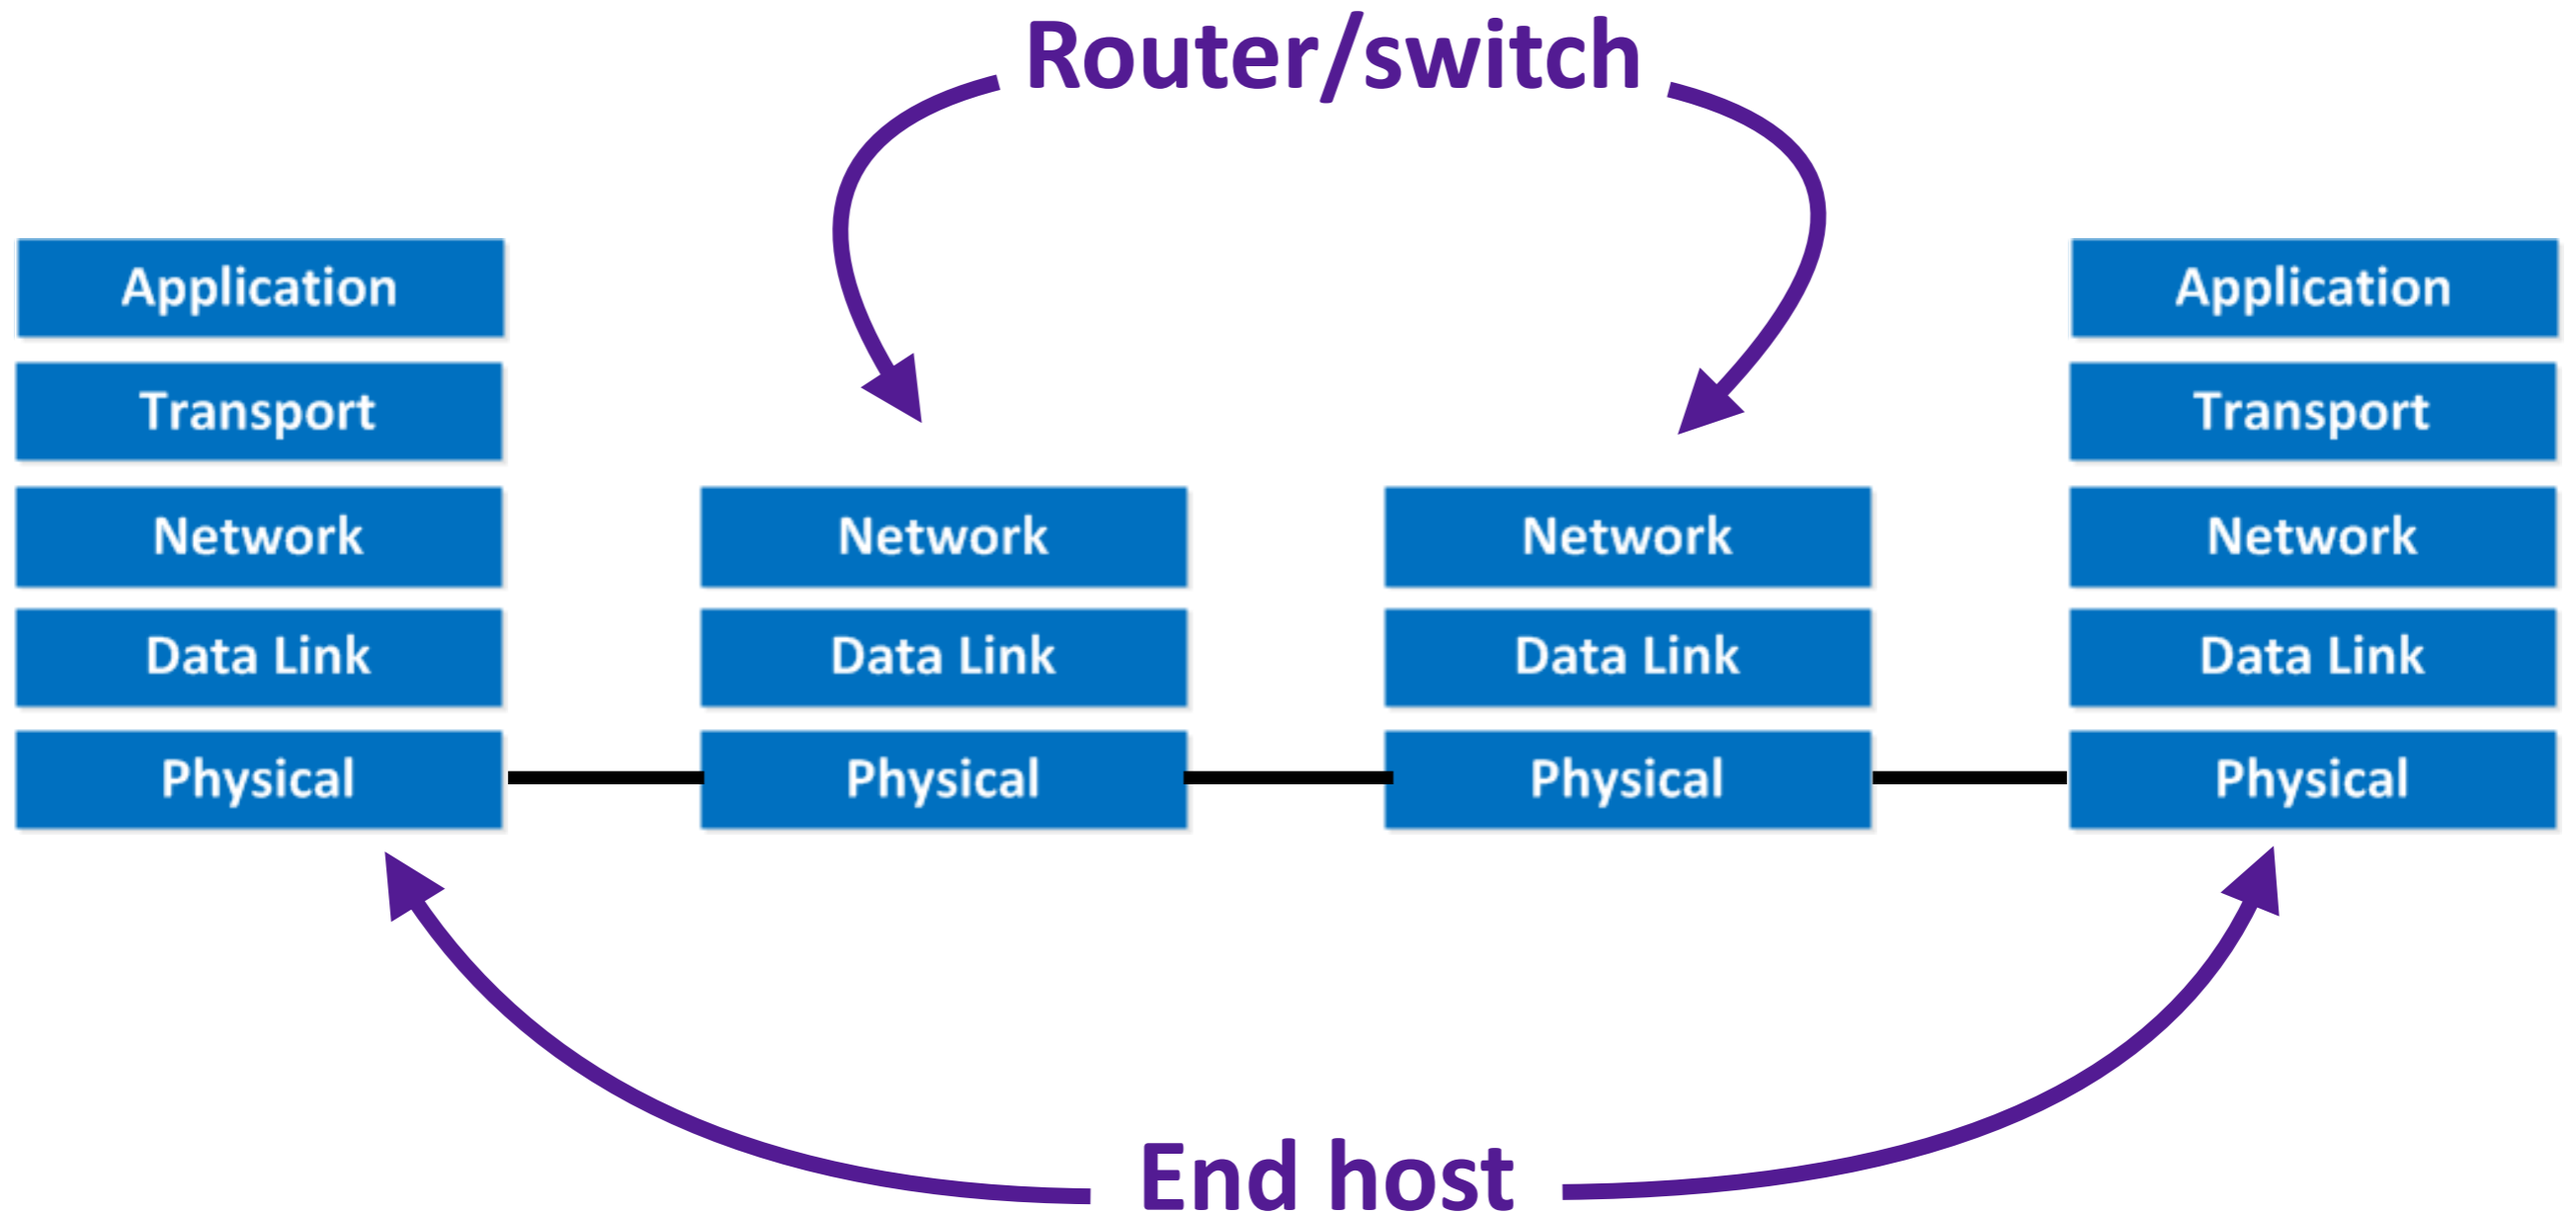 Router/switch
Application
Transport
Network
Data Link
Physical
Network
Data Link
Physical
Network
Data Link
Physical
Application
Transport
Network
Data Link
Physical
End host